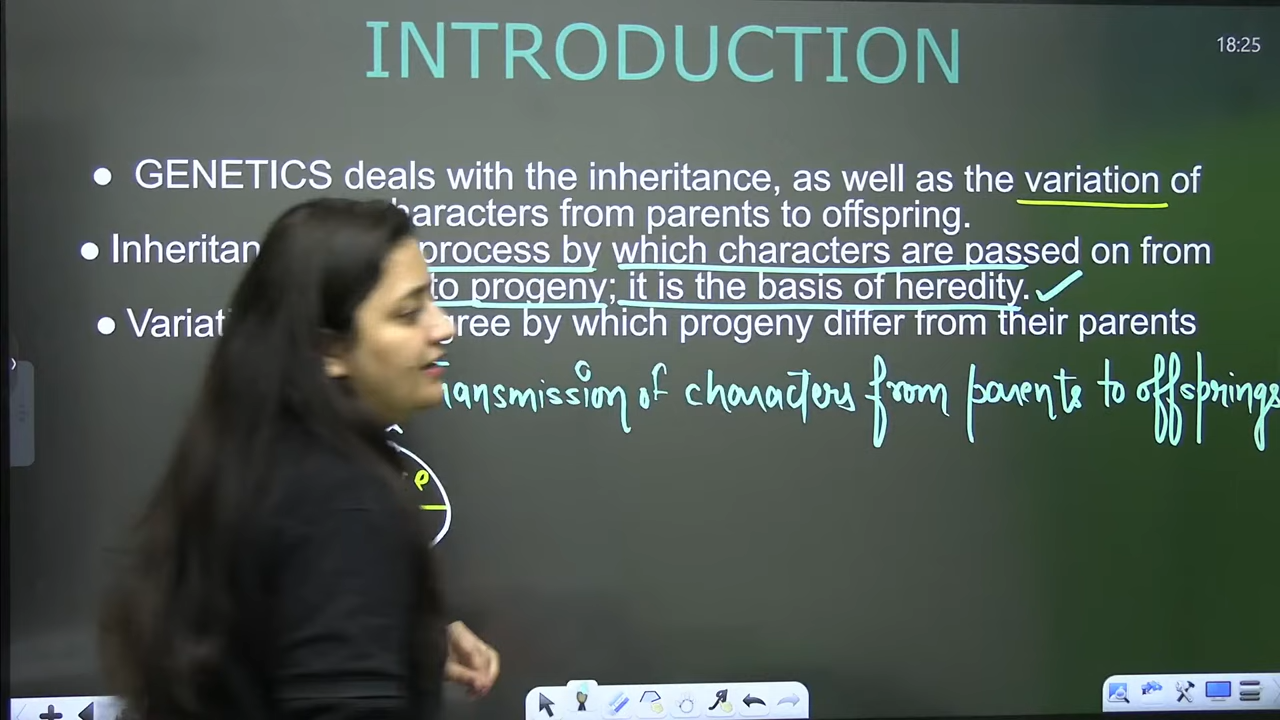 INTRODUCTION
18:25
● GENETICS deals with the inheritance, as well as the variation of
haracters from parents to offspring.
● Inheritan process by which characters are passed on from
to progeny; it is the basis of heredity.
● Variati gree by which progeny differ from their parents
ransmission of characters from parents to offsprings